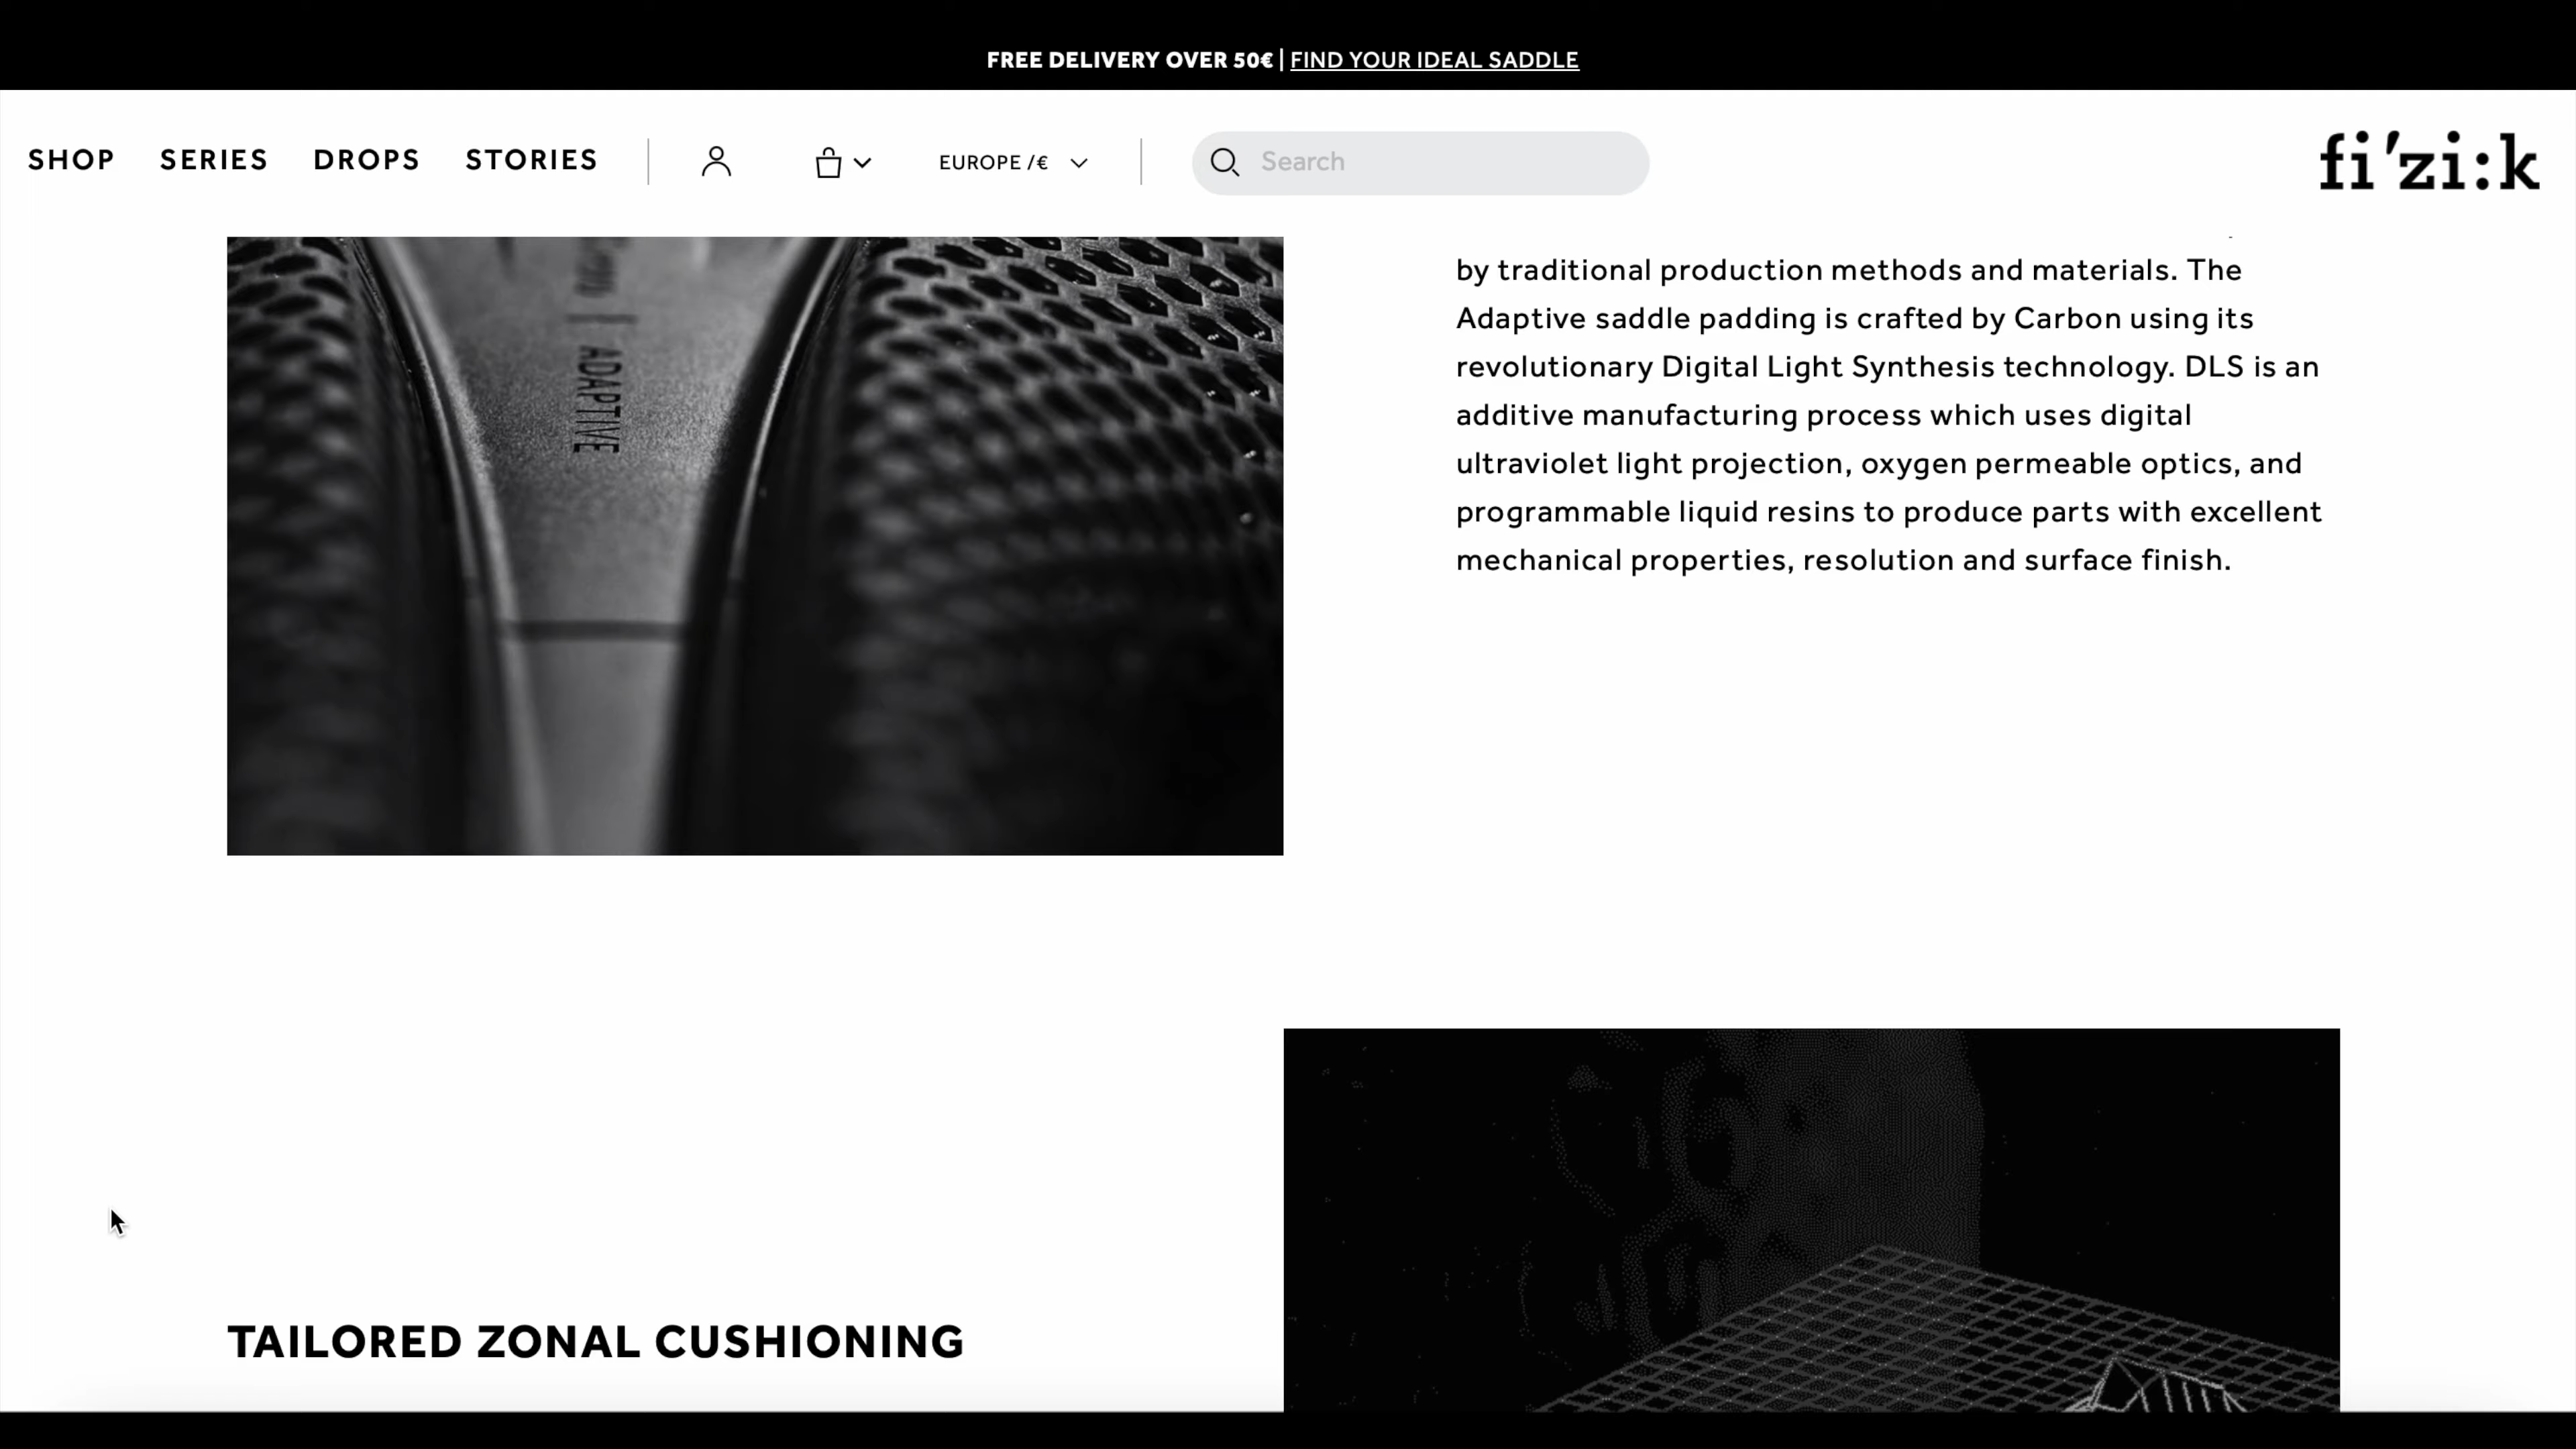 FREE DELIVERY OVER 50€ | FIND YOUR IDEAL SADDLE
SHOP SERIES DROPS STORIES EUROPE /€ Search fi'zi:k
ADAPTIVE
by traditional production methods and materials. The
Adaptive saddle padding is crafted by Carbon using its
revolutionary Digital Light Synthesis technology. DLS is an
additive manufacturing process which uses digital
ultraviolet light projection, oxygen permeable optics, and
programmable liquid resins to produce parts with excellent
mechanical properties, resolution and surface finish.
TAILORED ZONAL CUSHIONING